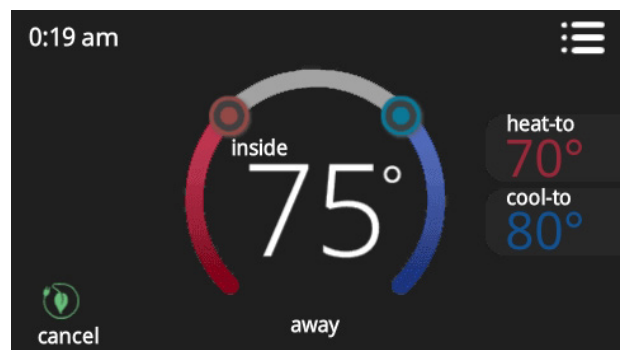 0:19 am
inside
75°
heat-to
70°
cool-to
80°
cancel
away